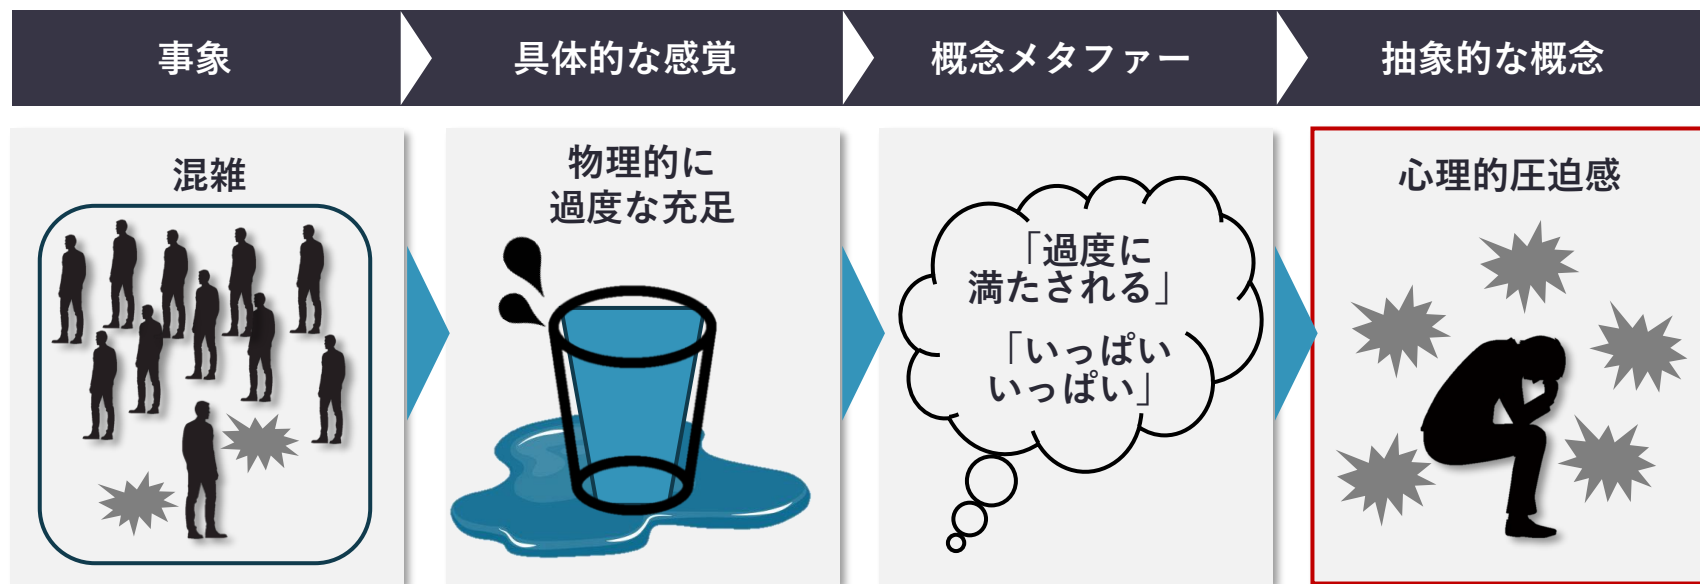 事象
具体的な感覚
概念メタファー
抽象的な概念
混雑
物理的に
過度な充足
「過度に
満たされる」
「いっぱい
いっぱい」
心理的圧迫感